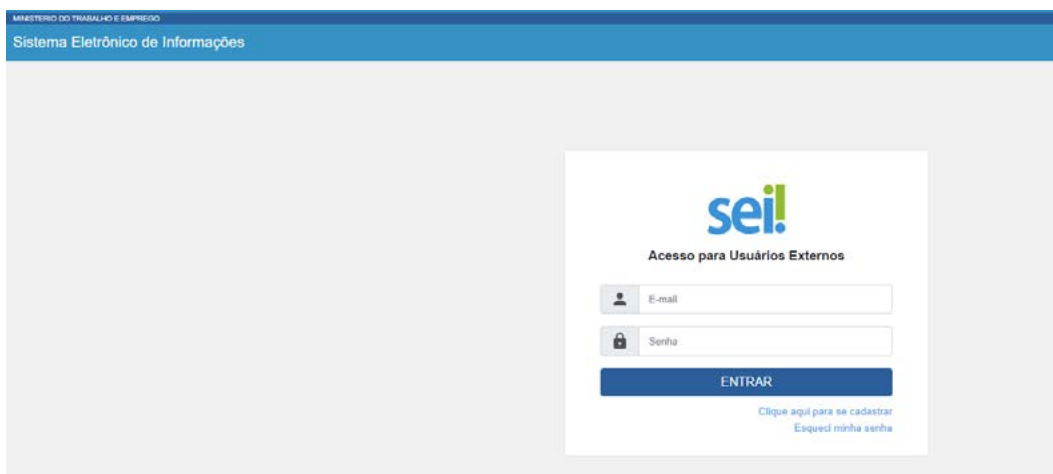 MINISTERIO DO TRABALHO E EMPREGO
Sistema Eletrônico de Informações
sei!
Acesso para Usuários Externos
E-mail
Senha
ENTRAR
Clique aqui para se cadastrar
Esqueci minha senha